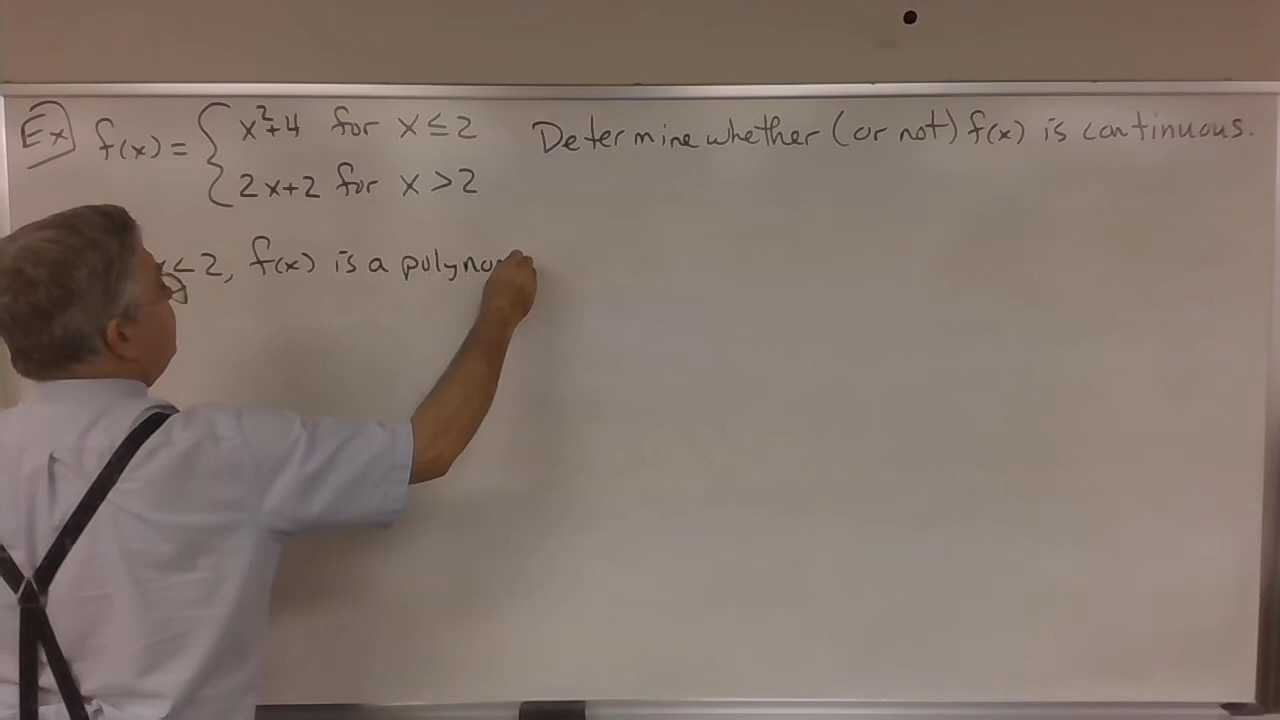 Ex f(x) = { x²+4 for x ≤ 2
2x+2 for x > 2
Determine whether (or not) f(x) is continuous.
x < 2, f(x) is a polyno